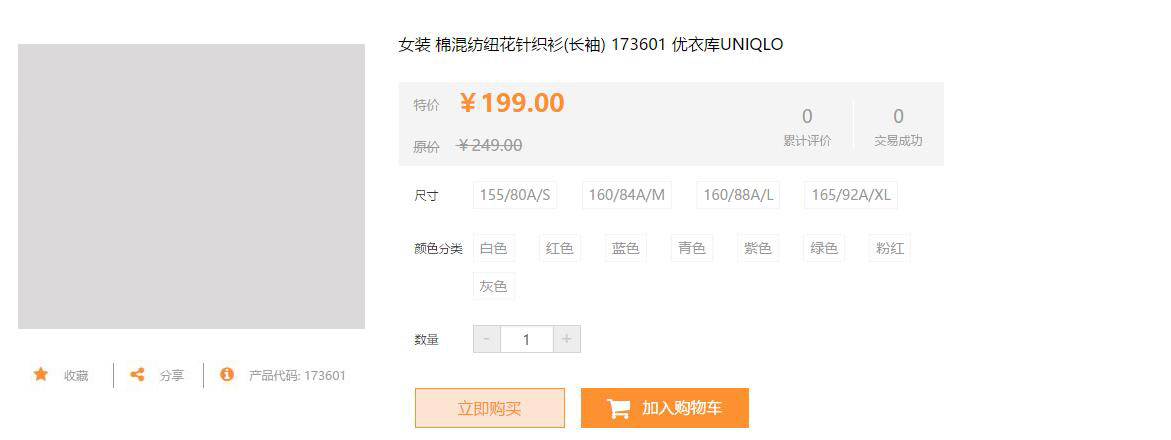 女装 棉混纺纽花针织衫(长袖) 173601 优衣库UNIQLO
特价 ￥199.00
原价 ￥249.00
0 0
累计评价 交易成功
尺寸 155/80A/S 160/84A/M 160/88A/L 165/92A/XL
颜色分类 白色 红色 蓝色 青色 紫色 绿色 粉红
灰色
数量 - 1 +
收藏 分享 产品代码: 173601
立即购买 加入购物车